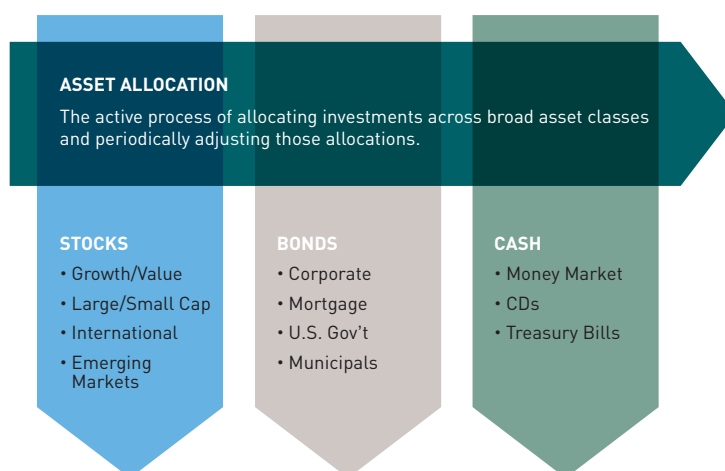 ASSET ALLOCATION
The active process of allocating investments across broad asset classes
and periodically adjusting those allocations.
STOCKS
• Growth/Value
• Large/Small Cap
• International
• Emerging
Markets
BONDS
• Corporate
• Mortgage
• U.S. Gov't
• Municipals
CASH
• Money Market
• CDs
• Treasury Bills